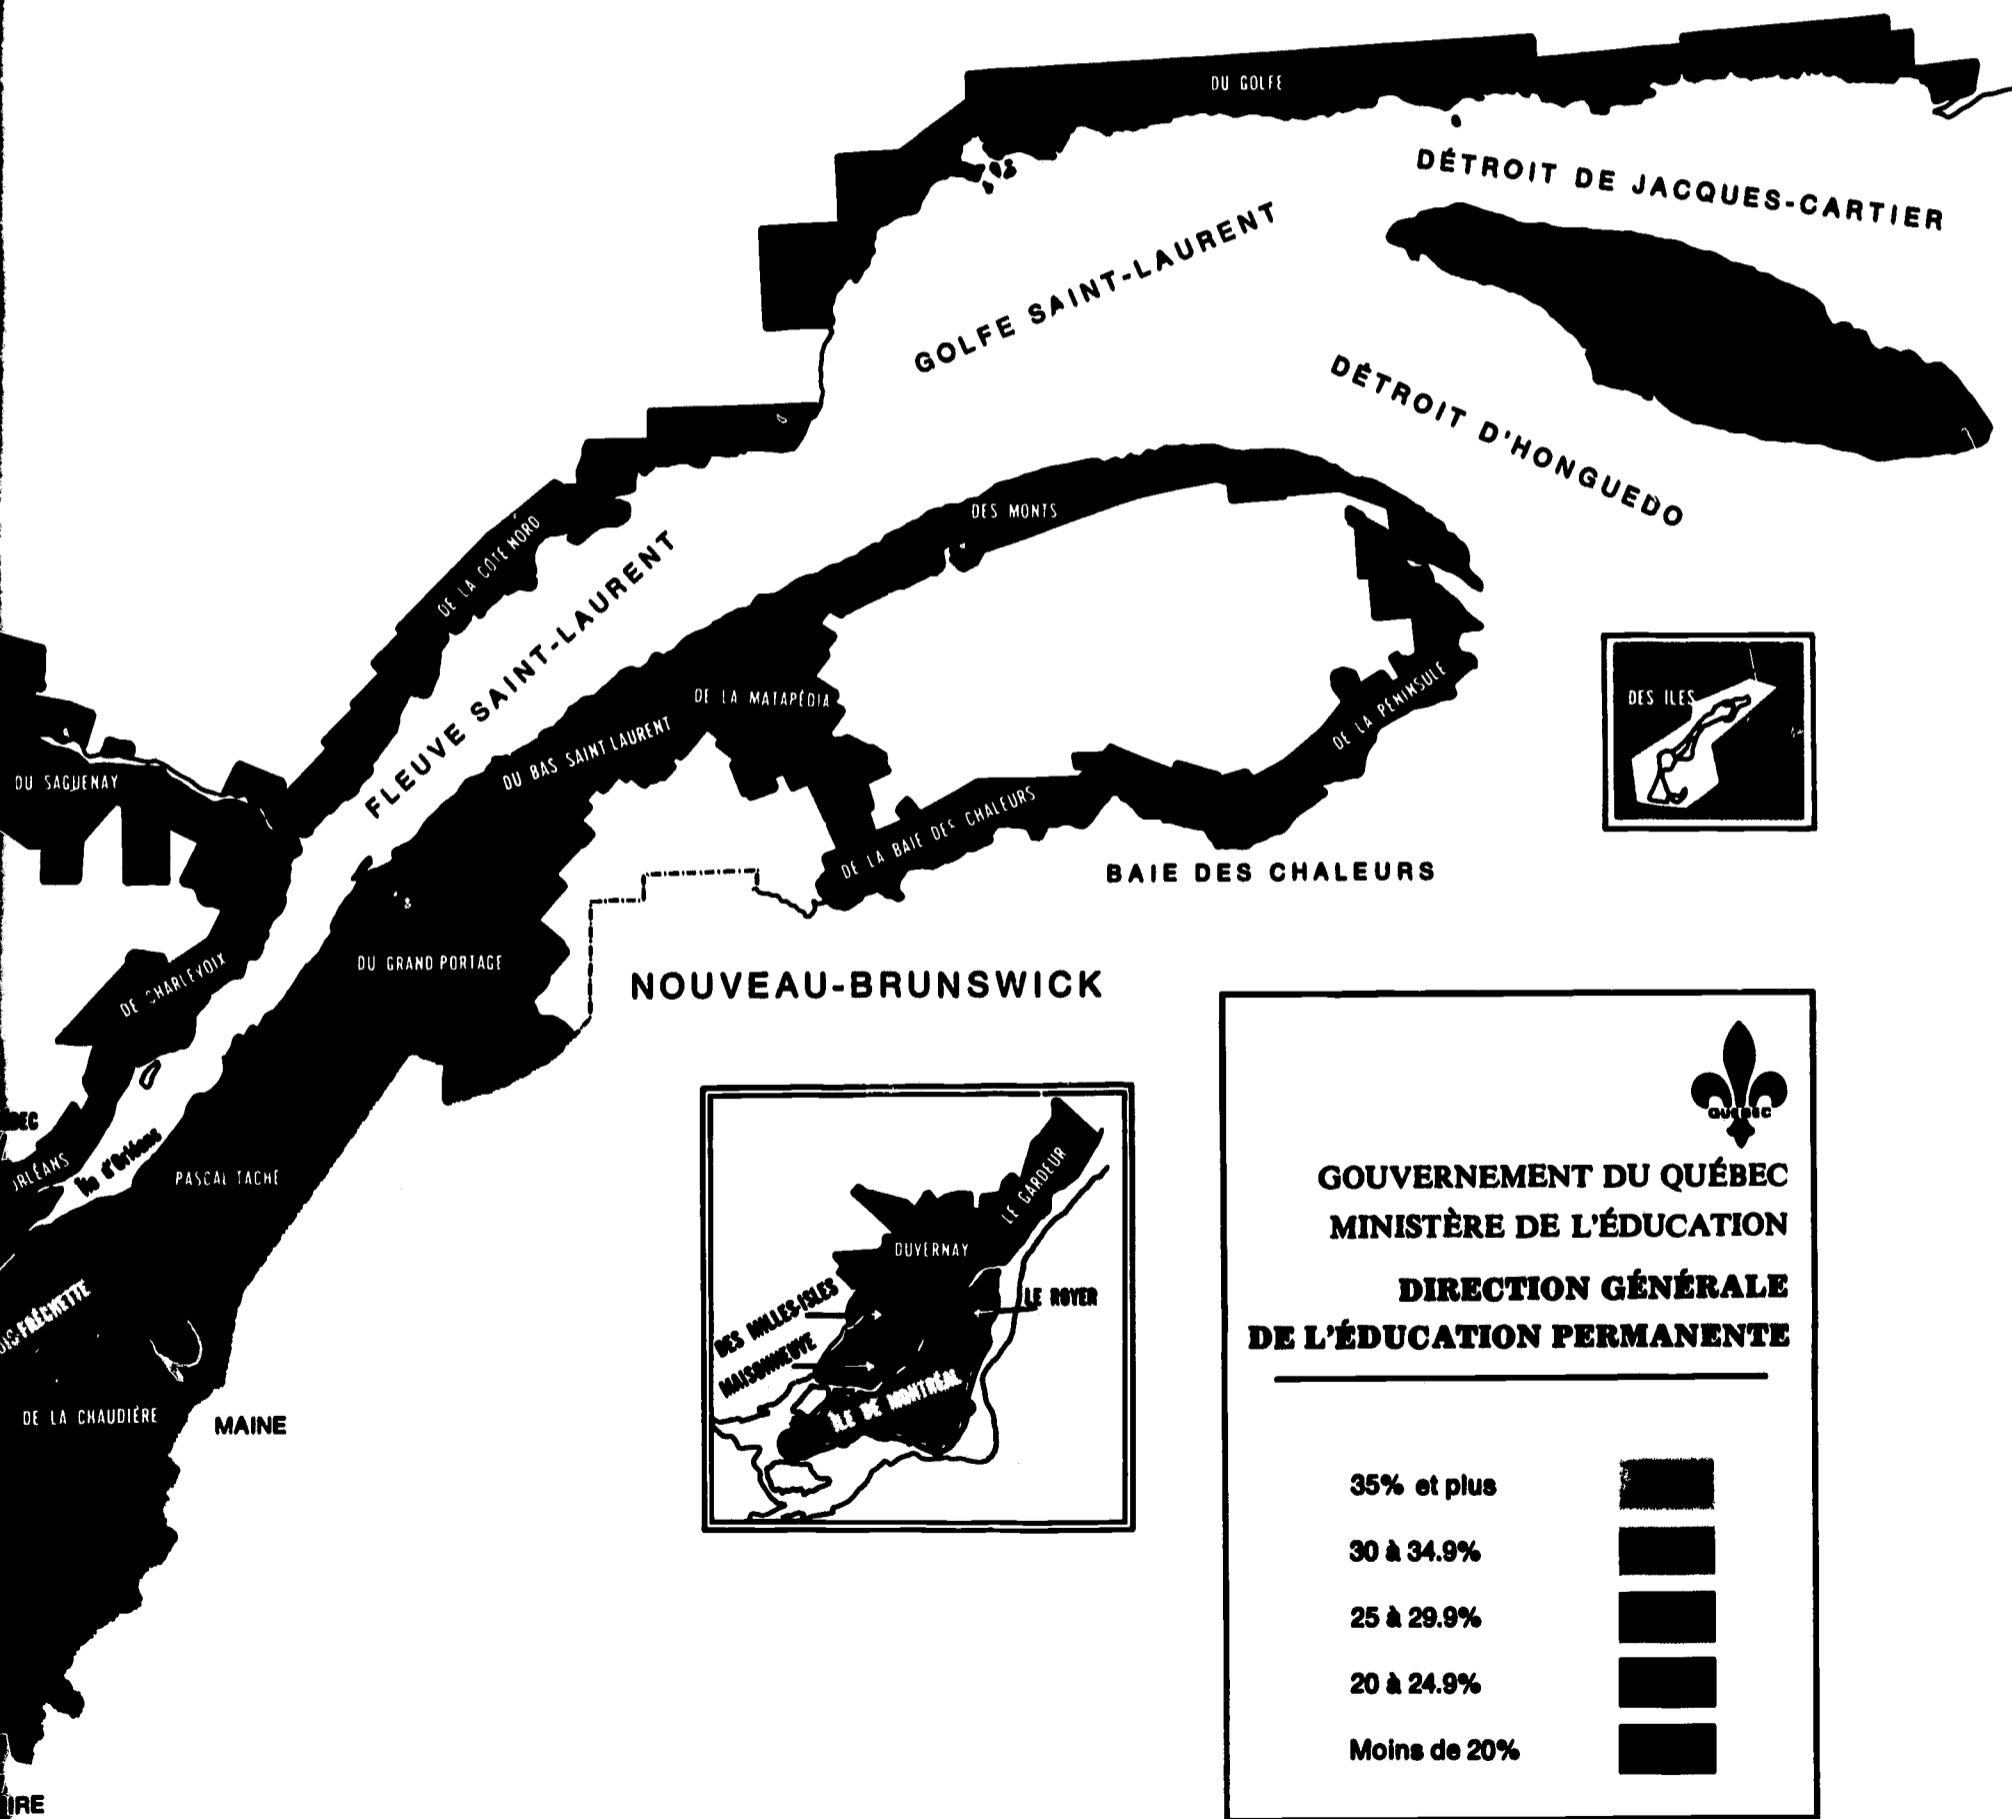 DU GOLFE
DÉTROIT DE JACQUES-CARTIER
GOLFE SAINT-LAURENT
DÉTROIT D'HONGUEDO
DES MONTS
DE LA CÔTE NORD
FLEUVE SAINT-LAURENT
DE LA MATAPÉDIA
DU BAS SAINT LAURENT
DE LA PÉNINSULE
DES ILES
DU SAGUENAY
DE LA BAIE DES CHALEURS
BAIE DES CHALEURS
DU GRAND PORTAGE
DE CHARLEVOIX
NOUVEAU-BRUNSWICK
QUÉBEC
GOUVERNEMENT DU QUÉBEC
MINISTÈRE DE L'ÉDUCATION
DIRECTION GÉNÉRALE
DE L'ÉDUCATION PERMANENTE
35% et plus
30 à 34.9%
25 à 29.9%
20 à 24.9%
Moins de 20%
BEC
ORLÉANS
Île d'Orléans
PASCAL TACHÉ
LE GARDEUR
DUVERNAY
DES MILLES-ISLES
LE ROYER
MAISONNEUVE
ÎLE DE MONTRÉAL
FRÉCHETTE
DE LA CHAUDIÈRE
MAINE
IRE